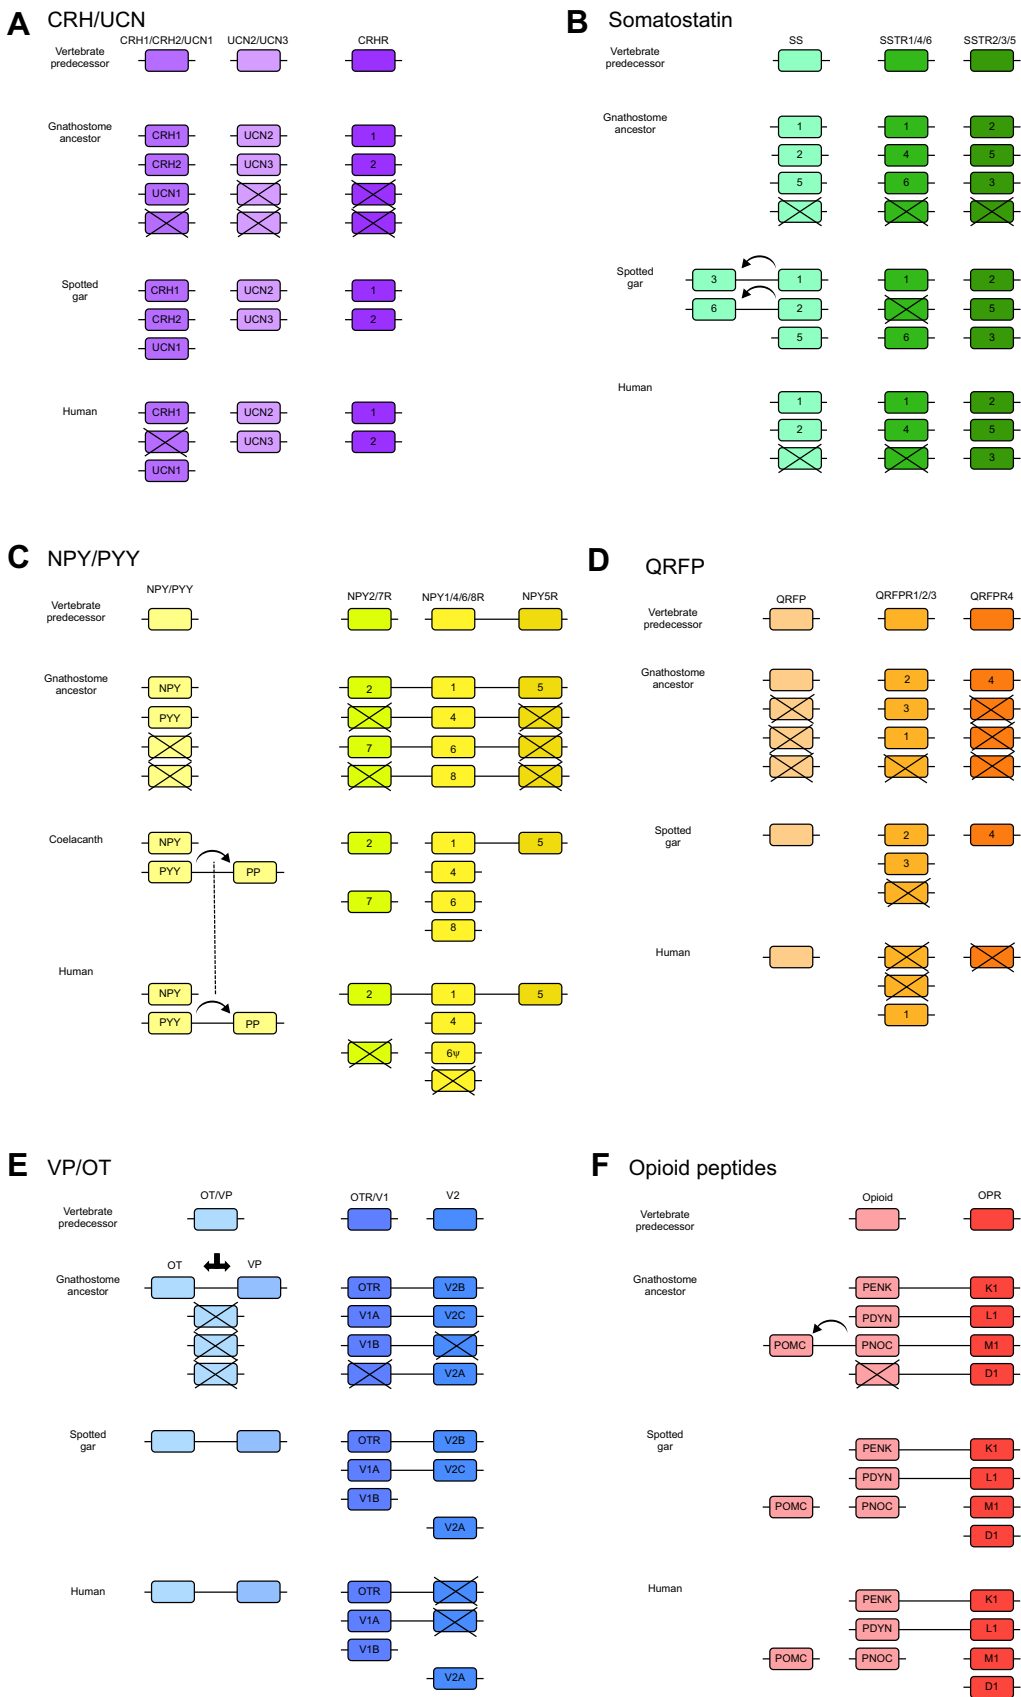 A CRH/UCN
CRH1/CRH2/UCN1 UCN2/UCN3 CRHR
Vertebrate
predecessor
Gnathostome
ancestor
CRH1 UCN2 1
CRH2 UCN3 2
UCN1
Spotted
gar
CRH1 UCN2 1
CRH2 UCN3 2
UCN1
Human
CRH1 UCN2 1
UCN3 2
UCN1
B Somatostatin
SS SSTR1/4/6 SSTR2/3/5
Vertebrate
predecessor
Gnathostome
ancestor
1 1 2
2 4 5
5 6 3
Spotted
gar
3 1 1 2
6 2 5
5 6 3
Human
1 1 2
2 4 5
3
C NPY/PYY
NPY/PYY NPY2/7R NPY1/4/6/8R NPY5R
Vertebrate
predecessor
Gnathostome
ancestor
NPY 2 1 5
PYY 4
7 6
8
Coelacanth
NPY 2 1 5
PYY PP 4
7 6
8
Human
NPY 2 1 5
PYY PP 4
6ψ
D QRFP
QRFP QRFPR1/2/3 QRFPR4
Vertebrate
predecessor
Gnathostome
ancestor
2 4
3
1
Spotted
gar
2 4
3
Human
1
E VP/OT
OT/VP OTR/V1 V2
Vertebrate
predecessor
OT VP
Gnathostome
ancestor
OTR V2B
V1A V2C
V1B
V2A
Spotted
gar
OTR V2B
V1A V2C
V1B
V2A
Human
OTR
V1A
V1B
V2A
F Opioid peptides
Opioid OPR
Vertebrate
predecessor
Gnathostome
ancestor
PENK K1
PDYN L1
POMC PNOC M1
D1
Spotted
gar
PENK K1
PDYN L1
POMC PNOC M1
D1
Human
PENK K1
PDYN L1
POMC PNOC M1
D1